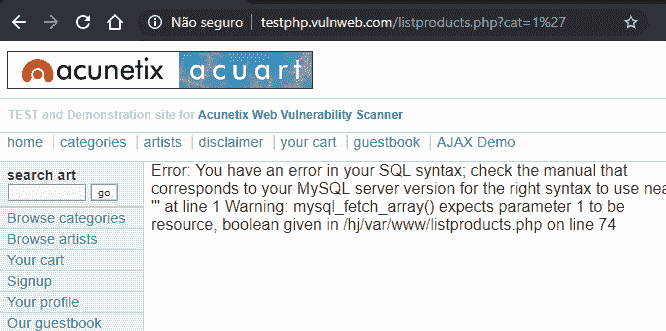 Não seguro | testphp.vulnweb.com/listproducts.php?cat=1%27
acunetix acuart
TEST and Demonstration site for Acunetix Web Vulnerability Scanner
home | categories | artists | disclaimer | your cart | guestbook | AJAX Demo
search art
go
Browse categories
Browse artists
Your cart
Signup
Your profile
Our guestbook
Error: You have an error in your SQL syntax; check the manual that
corresponds to your MySQL server version for the right syntax to use nea
''' at line 1 Warning: mysql_fetch_array() expects parameter 1 to be
resource, boolean given in /hj/var/www/listproducts.php on line 74